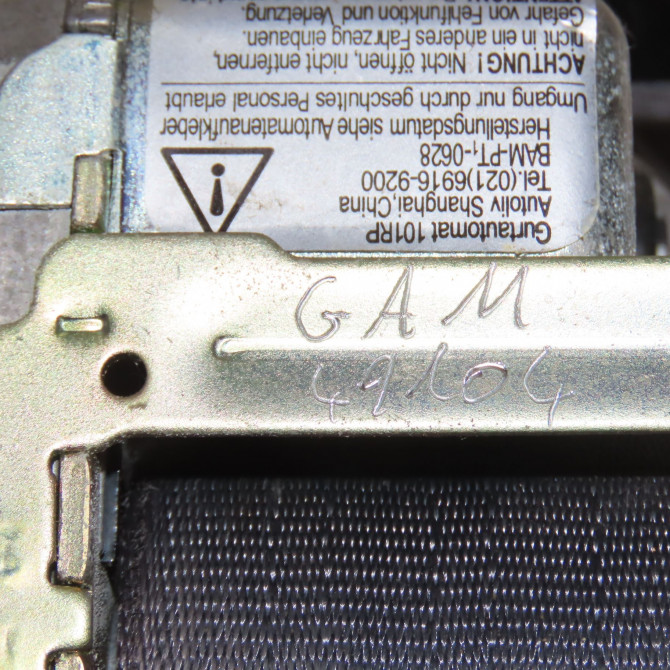 Gurtautomat 101RP
Autoliv Shanghai,China
Tel.(021)6916-9200
BAM-PT₁-0628
Herstellungsdatum siehe Automatenaufkleber
Umgang nur durch geschultes Personal erlaubt
ACHTUNG! Nicht öffnen, nicht entfernen,
nicht in ein anderes Fahrzeug einbauen.
Gefahr von Fehlfunktion und Verletzung.
GAM
49104